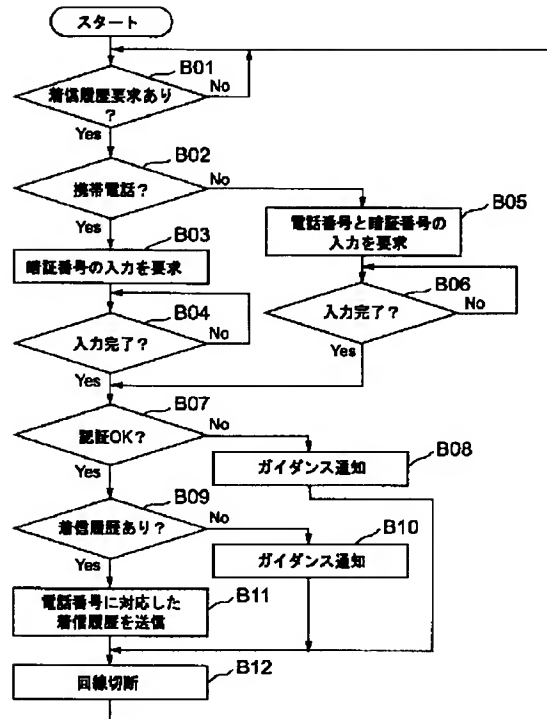 スタート
B01
着信履歴要求あり
?
No
Yes
B02
携帯電話?
No
Yes
B03
暗証番号の入力を要求
B05
電話番号と暗証番号の
入力を要求
B04
入力完了?
No
Yes
B06
入力完了?
No
Yes
B07
認証OK?
No
Yes
B08
ガイダンス通知
B09
着信履歴あり?
No
Yes
B10
ガイダンス通知
B11
電話番号に対応した
着信履歴を送信
B12
回線切断